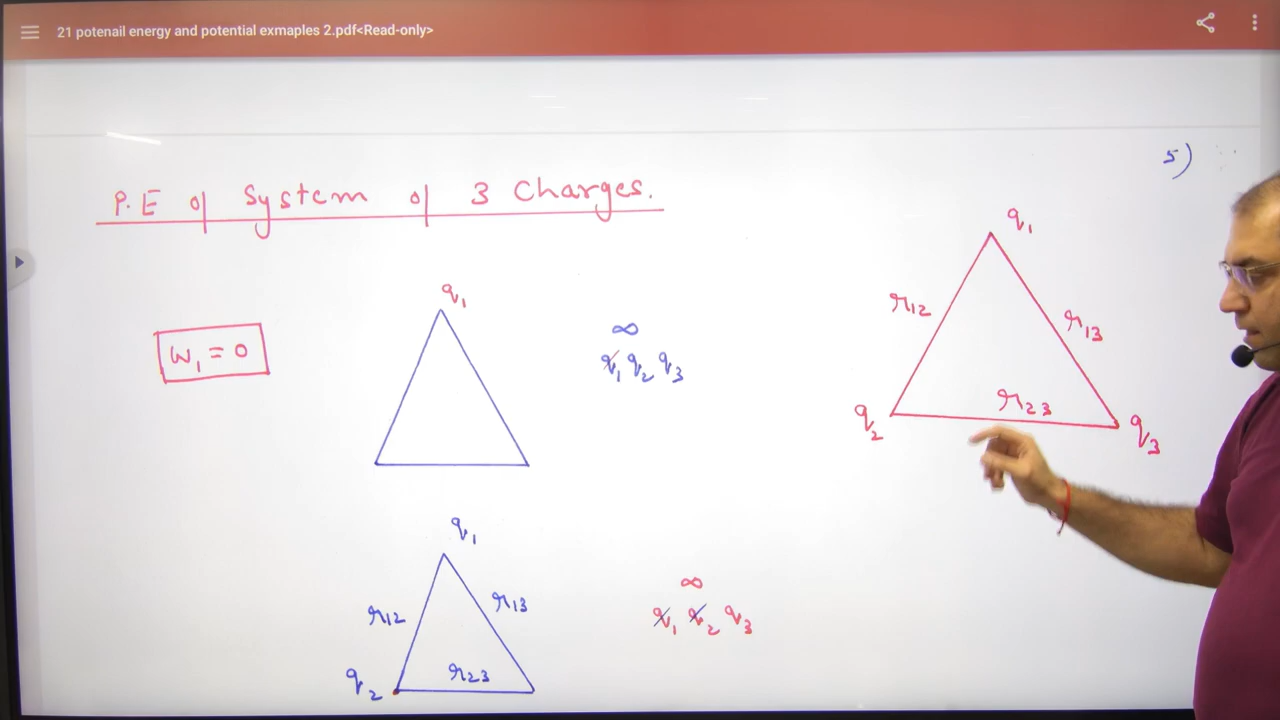 21 potenail energy and potential exmaples 2.pdf<Read-only>
5)
P.E of System of 3 Charges.
q₁
r₁₂
r₁₃
r₂₃
q₂
q₃
q₁
W₁ = 0
∞
q₁ q₂ q₃
q₁
r₁₂
r₁₃
q₂
r₂₃
∞
q₁ q₂ q₃